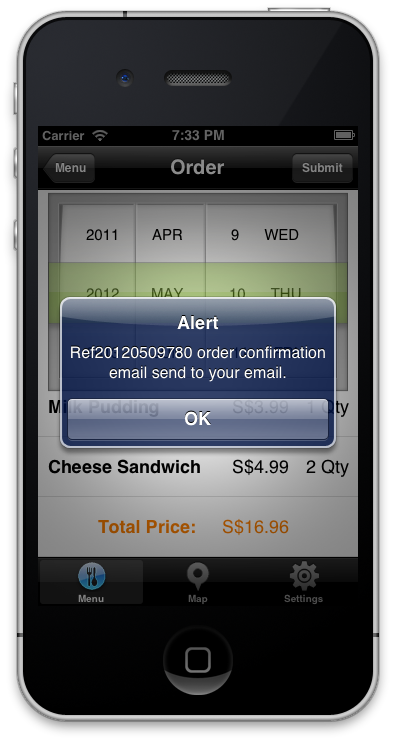 Carrier 7:33 PM
Menu Order Submit
2011 APR 9 WED
2012 MAY 10 THU
Alert
Ref20120509780 order confirmation
email send to your email.
OK
Milk Pudding S$3.99 1 Qty
Cheese Sandwich S$4.99 2 Qty
Total Price: S$16.96
Menu Map Settings